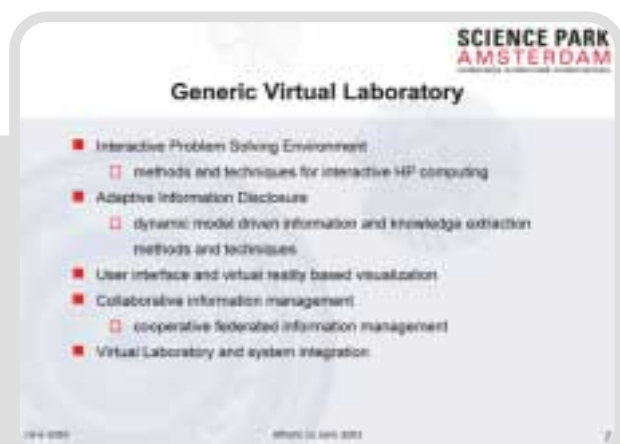 SCIENCE PARK
AMSTERDAM
Generic Virtual Laboratory
Interactive Problem Solving Environment
methods and techniques for interactive HP computing
Adaptive Information Disclosure
dynamic model driven information and knowledge extraction
methods and techniques
User interface and virtual reality based visualization
Collaborative information management
cooperative federated information management
Virtual Laboratory and system integration